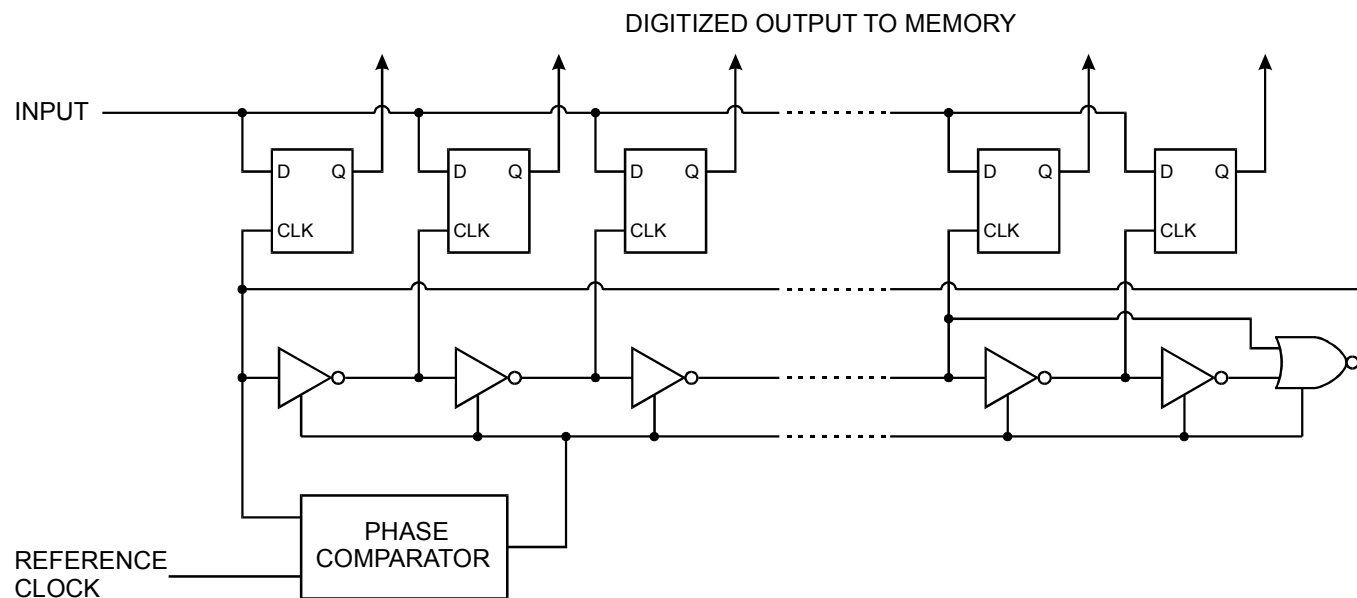 DIGITIZED OUTPUT TO MEMORY
INPUT
D Q
CLK
D Q
CLK
D Q
CLK
D Q
CLK
D Q
CLK
PHASE
COMPARATOR
REFERENCE
CLOCK